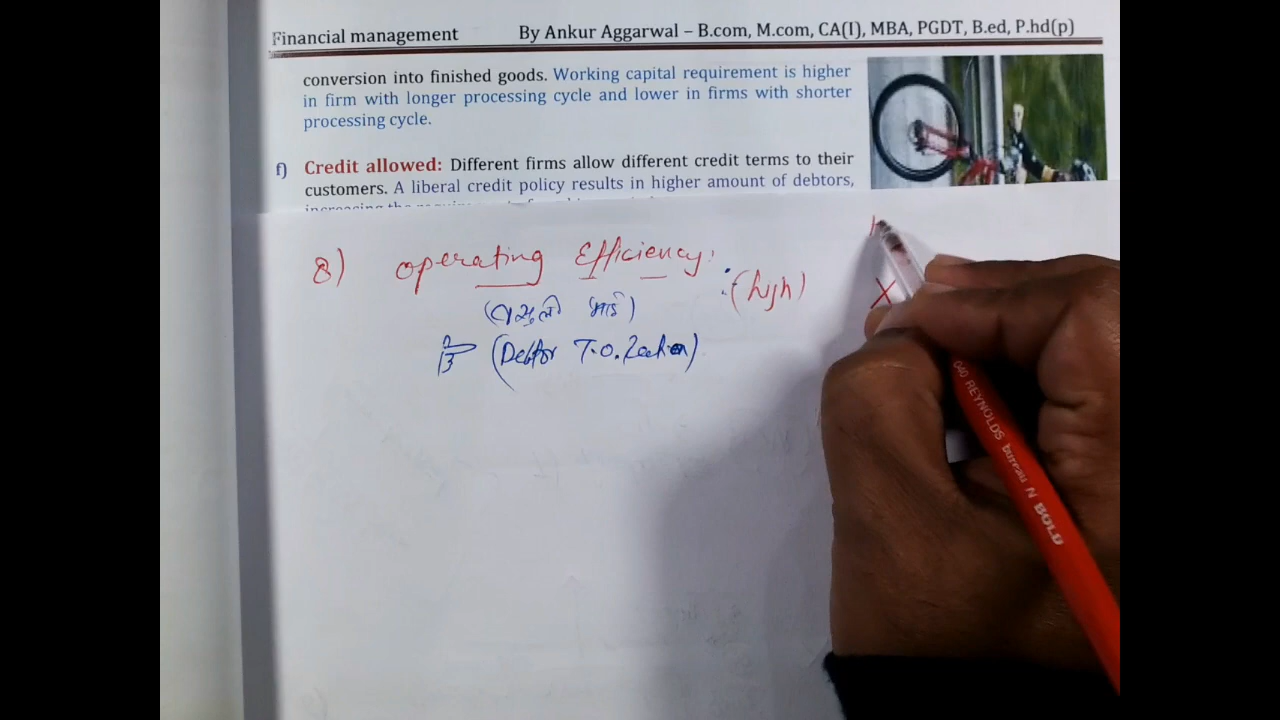 Financial management By Ankur Aggarwal – B.com, M.com, CA(I), MBA, PGDT, B.ed, P.hd(p)
conversion into finished goods. Working capital requirement is higher
in firm with longer processing cycle and lower in firms with shorter
processing cycle.
f) Credit allowed: Different firms allow different credit terms to their
customers. A liberal credit policy results in higher amount of debtors,
8) Operating Efficiency:
(high)
X
(Debtor T.O.
040 REYNOLDS bureau N BOLD